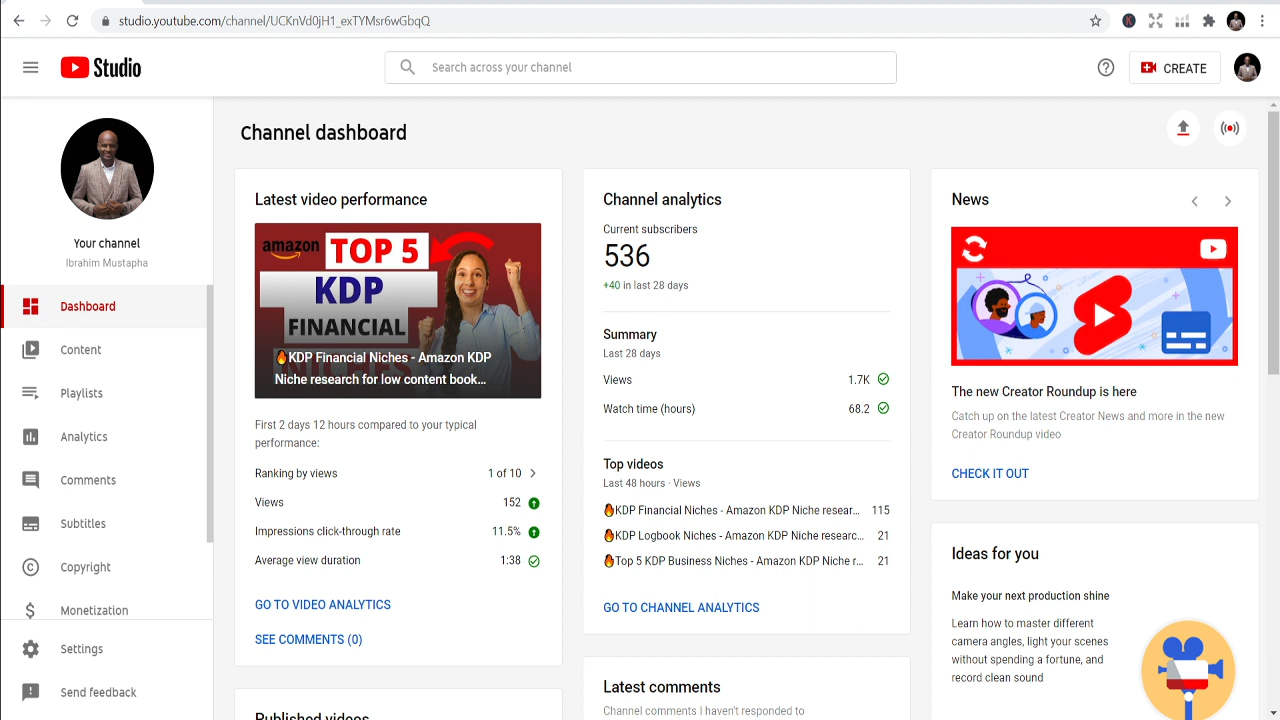 studio.youtube.com/channel/UCKnVd0jH1_exTYMsr6wGbqQ
Studio
Search across your channel
CREATE
Your channel
Ibrahim Mustapha
Dashboard
Content
Playlists
Analytics
Comments
Subtitles
Copyright
Monetization
Settings
Send feedback
Channel dashboard
Latest video performance
amazon TOP 5
KDP
FINANCIAL
NICHES
🔥KDP Financial Niches - Amazon KDP
Niche research for low content book...
First 2 days 12 hours compared to your typical
performance:
Ranking by views 1 of 10
Views 152
Impressions click-through rate 11.5%
Average view duration 1:38
GO TO VIDEO ANALYTICS
SEE COMMENTS (0)
Published videos
Channel analytics
Current subscribers
536
+40 in last 28 days
Summary
Last 28 days
Views 1.7K
Watch time (hours) 68.2
Top videos
Last 48 hours · Views
🔥KDP Financial Niches - Amazon KDP Niche resear... 115
🔥KDP Logbook Niches - Amazon KDP Niche researc... 21
🔥Top 5 KDP Business Niches - Amazon KDP Niche r... 21
GO TO CHANNEL ANALYTICS
Latest comments
Channel comments I haven't responded to
News
The new Creator Roundup is here
Catch up on the latest Creator News and more in the new
Creator Roundup video
CHECK IT OUT
Ideas for you
Make your next production shine
Learn how to master different
camera angles, light your scenes
without spending a fortune, and
record clean sound